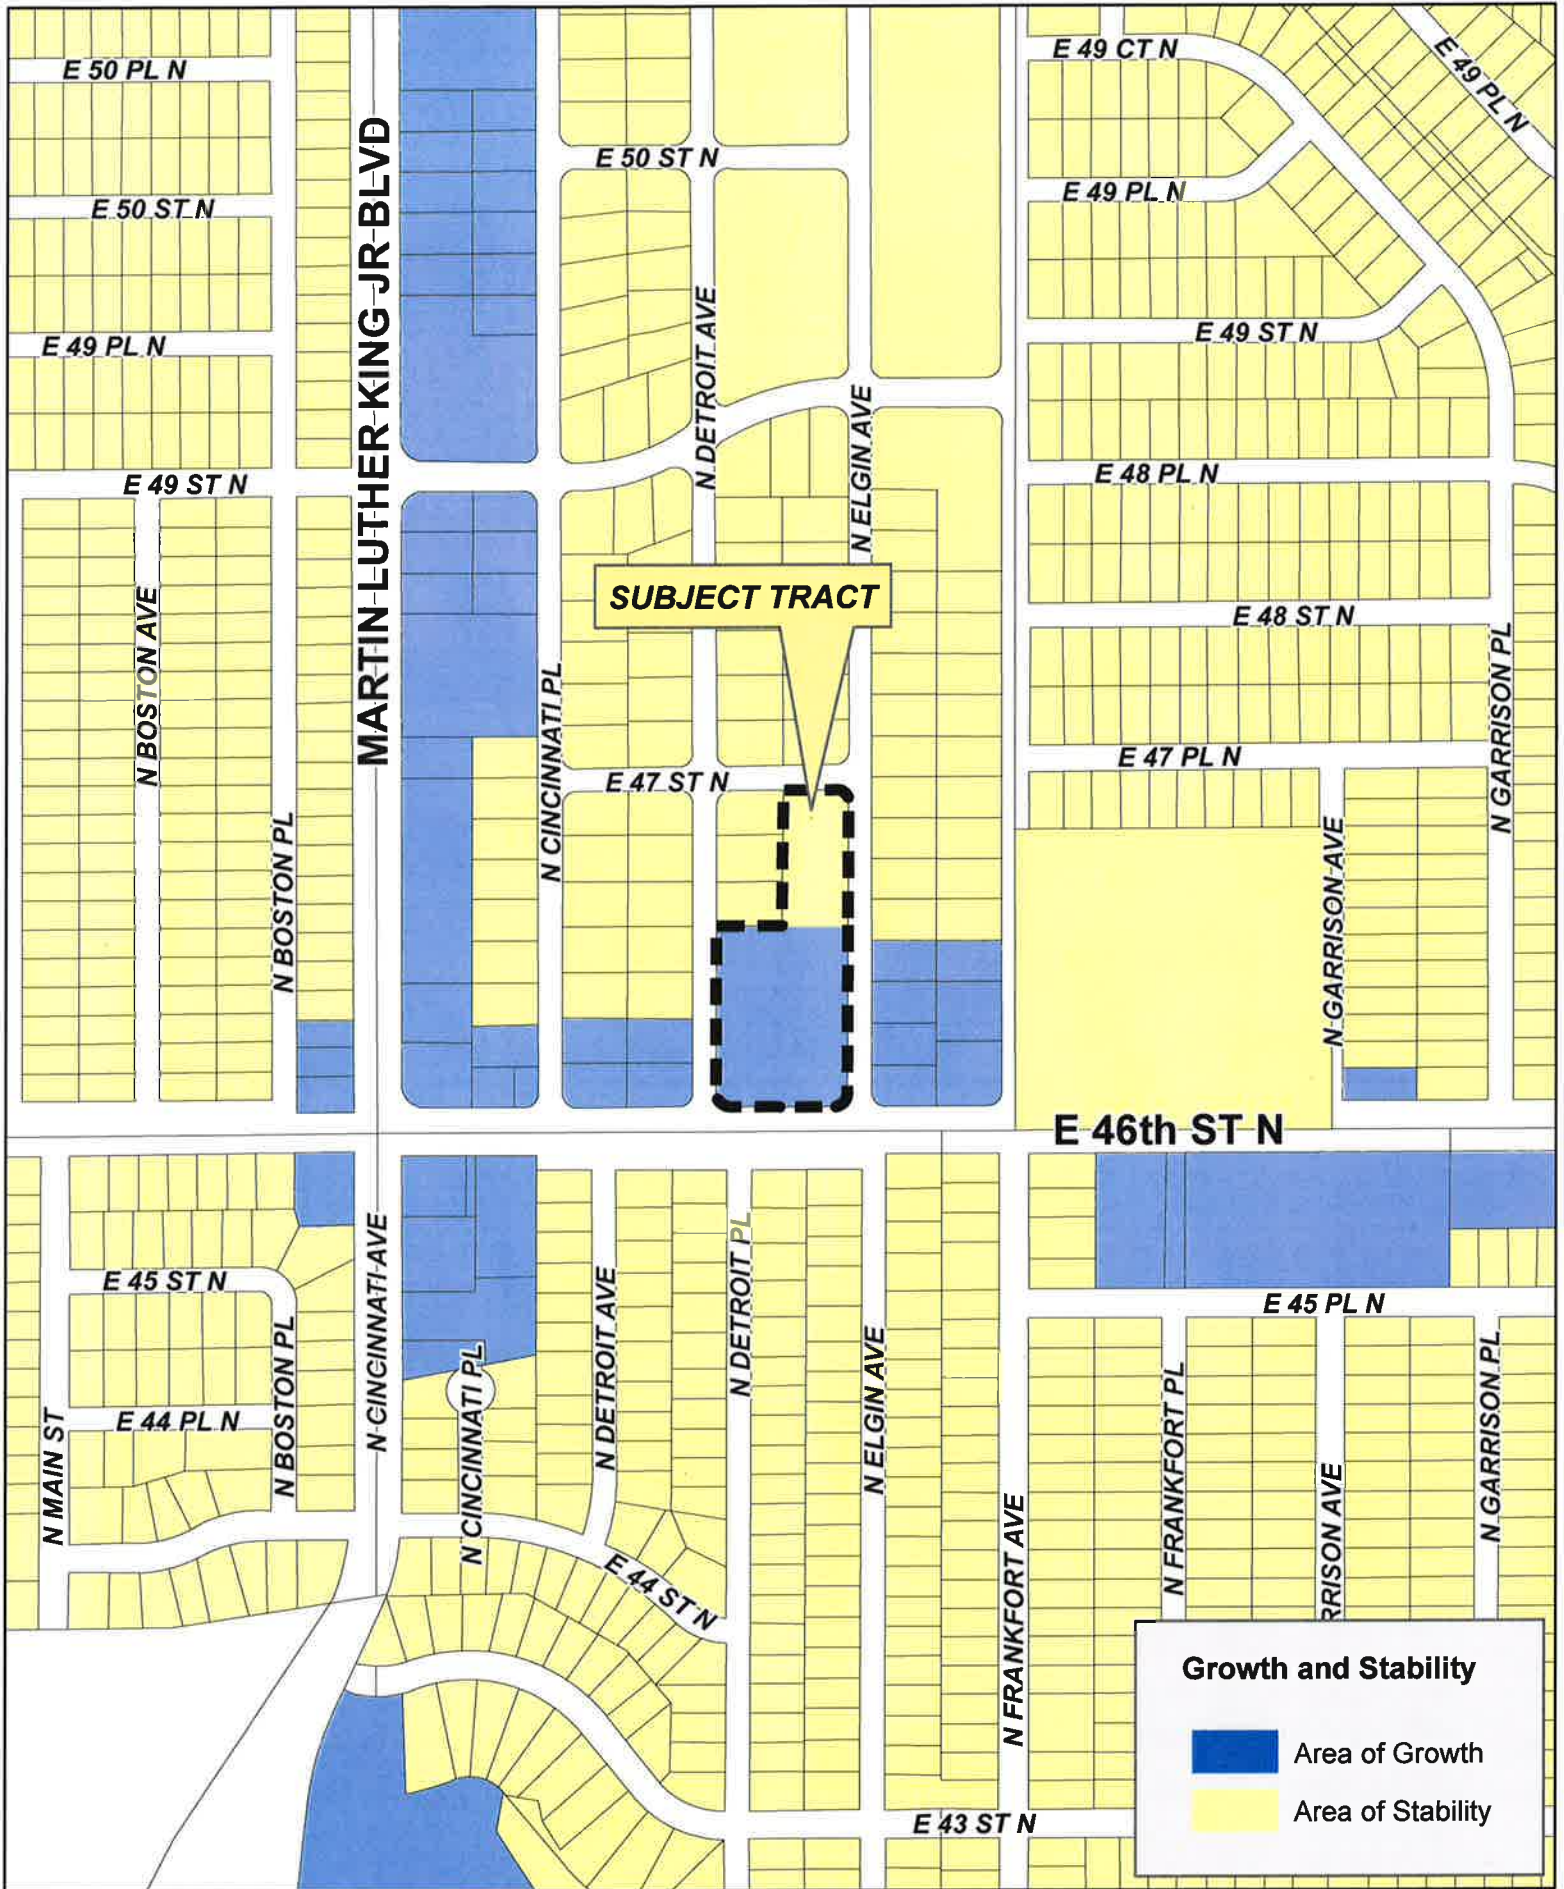 E 50 PL N
E 49 CT N
E 49 PL N
E 50 ST N
E 49 PL N
E 50 ST N
MARTIN LUTHER KING JR BLVD
E 49 PL N
N DETROIT AVE
E 49 ST N
N ELGIN AVE
E 49 ST N
E 48 PL N
SUBJECT TRACT
N BOSTON AVE
E 48 ST N
N CINCINNATI PL
N GARRISON PL
E 47 ST N
E 47 PL N
N BOSTON PL
N GARRISON AVE
E 46th ST N
N CINCINNATI AVE
N DETROIT PL
E 45 ST N
N DETROIT AVE
E 45 PL N
N BOSTON PL
N CINCINNATI PL
N ELGIN AVE
N FRANKFORT PL
N GARRISON PL
E 44 PL N
N MAIN ST
RRISON AVE
N FRANKFORT AVE
E 44 ST N
E 43 ST N
Growth and Stability
Area of Growth
Area of Stability